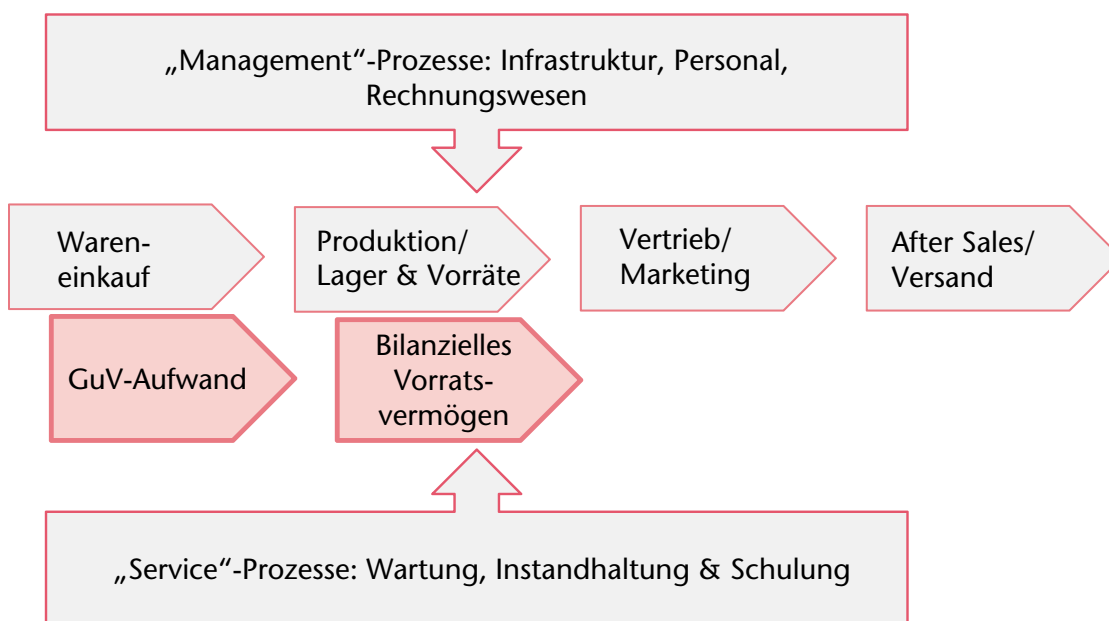 „Management“-Prozesse: Infrastruktur, Personal,
Rechnungswesen
Waren-
einkauf
Produktion/
Lager & Vorräte
Vertrieb/
Marketing
After Sales/
Versand
GuV-Aufwand
Bilanzielles
Vorrats-
vermögen
„Service“-Prozesse: Wartung, Instandhaltung & Schulung